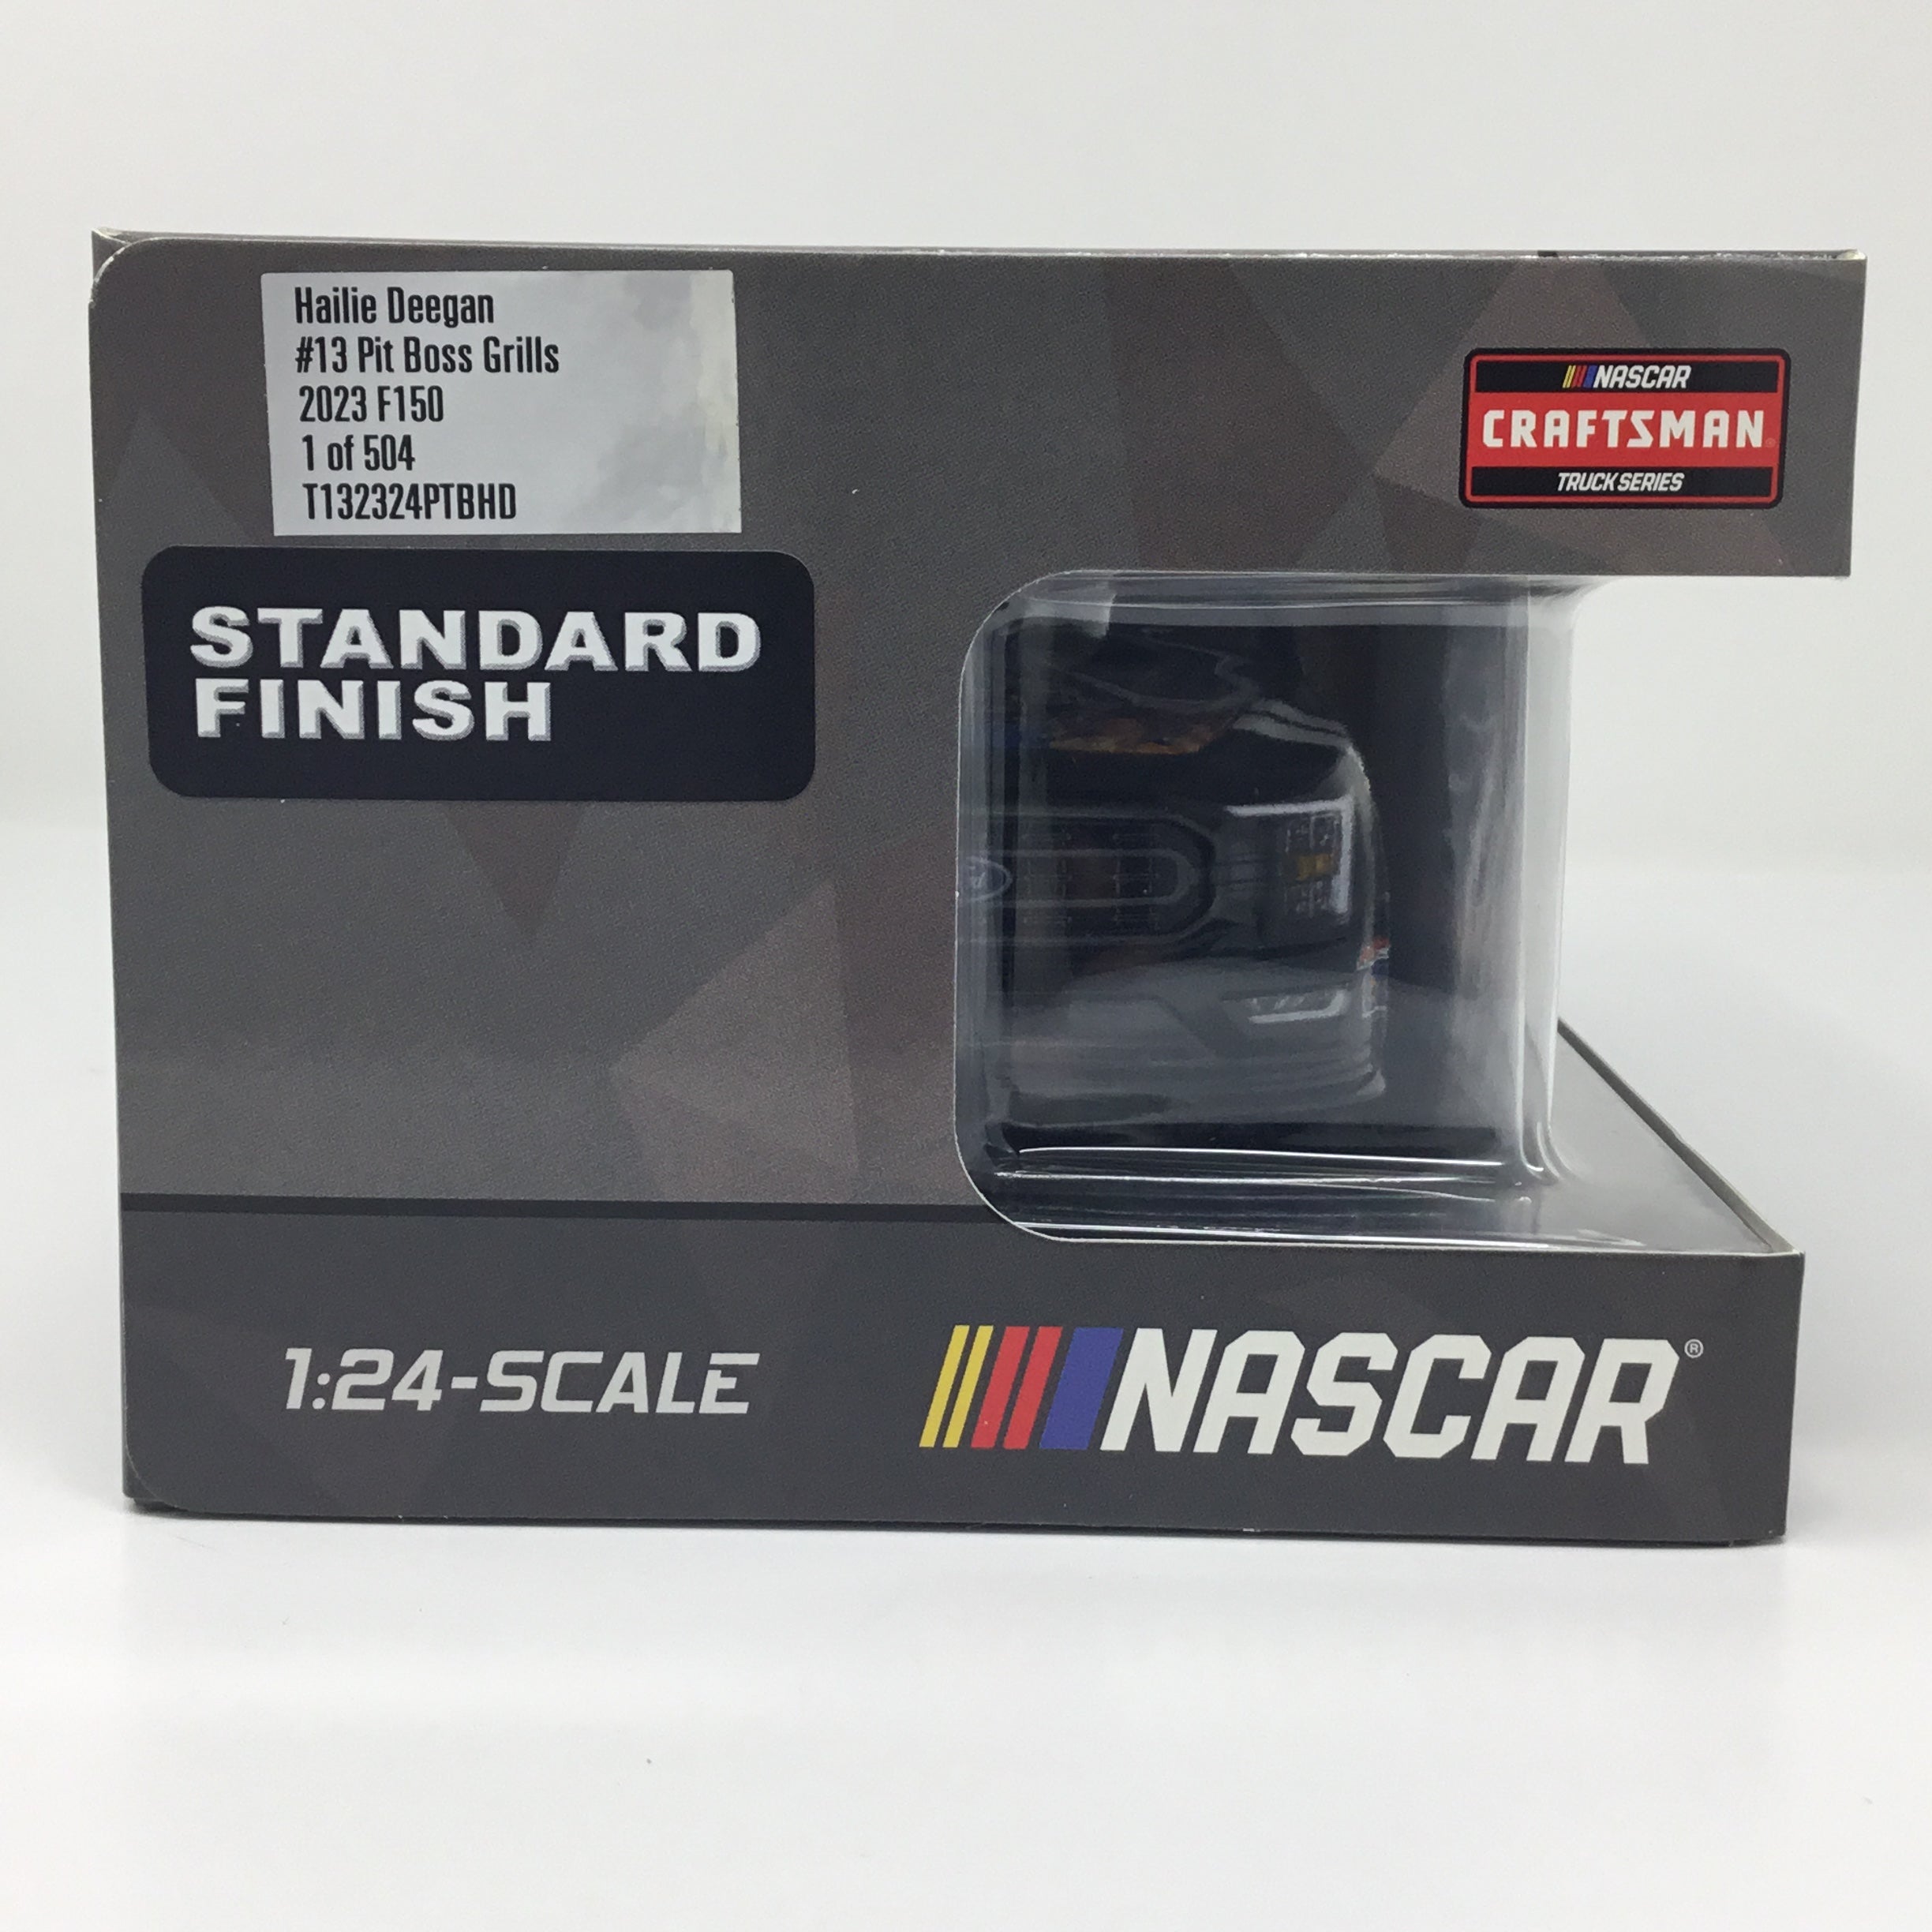 Hailie Deegan
#13 Pit Boss Grills
2023 F150
1 of 504
T132324PTBHD
NASCAR
CRAFTSMAN
TRUCK SERIES
STANDARD
FINISH
1:24-SCALE
NASCAR®